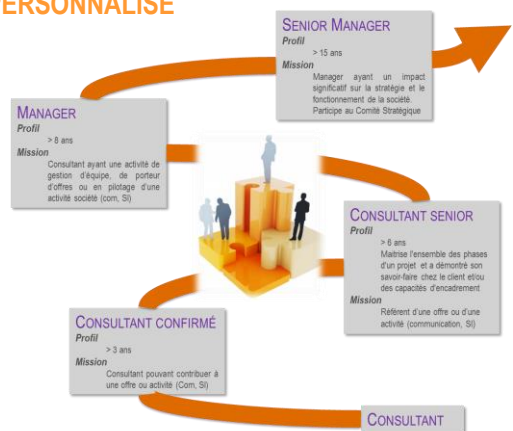 PERSONNALISÉ
SENIOR MANAGER
Profil
> 15 ans
Mission
Manager ayant un impact
significatif sur la stratégie et le
fonctionnement de la société.
Participe au Comité Stratégique
MANAGER
Profil
> 8 ans
Mission
Consultant ayant une activité de
gestion d'équipe, de porteur
d'offres ou en pilotage d'une
activité société (com, SI)
CONSULTANT SENIOR
Profil
> 6 ans
Maitrise l'ensemble des phases
d'un projet et a démontré son
savoir-faire chez le client et/ou
des capacités d'encadrement
Mission
Référent d'une offre ou d'une
activité (communication, SI)
CONSULTANT CONFIRMÉ
Profil
> 3 ans
Mission
Consultant pouvant contribuer à
une offre ou activité (Com, SI)
CONSULTANT